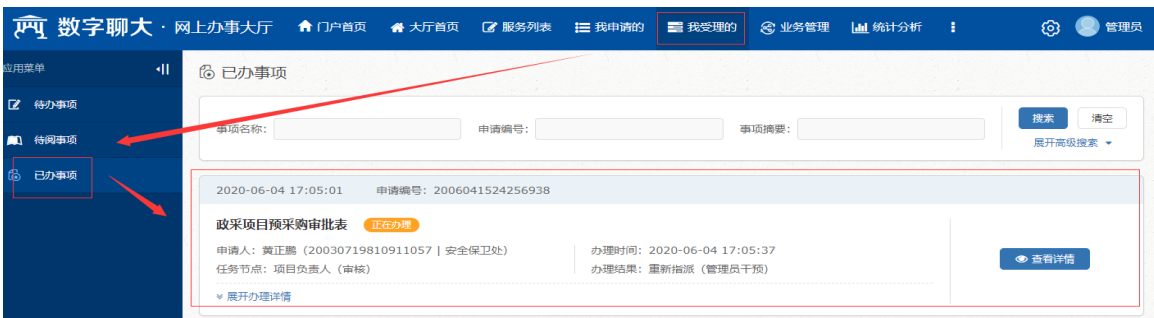 数字聊大 · 网上办事大厅 门户首页 大厅首页 服务列表 我申请的 我受理的 业务管理 统计分析 管理员
应用菜单
待办事项
待阅事项
已办事项
已办事项
事项名称: 申请编号: 事项摘要: 搜索 清空
展开高级搜索
2020-06-04 17:05:01 申请编号: 2006041524256938
政采项目预采购审批表 正在办理
申请人: 黄正鹏 (20030719810911057 | 安全保卫处) 办理时间: 2020-06-04 17:05:37
任务节点: 项目负责人 (审核) 办理结果: 重新指派 (管理员干预)
查看详情
展开办理详情